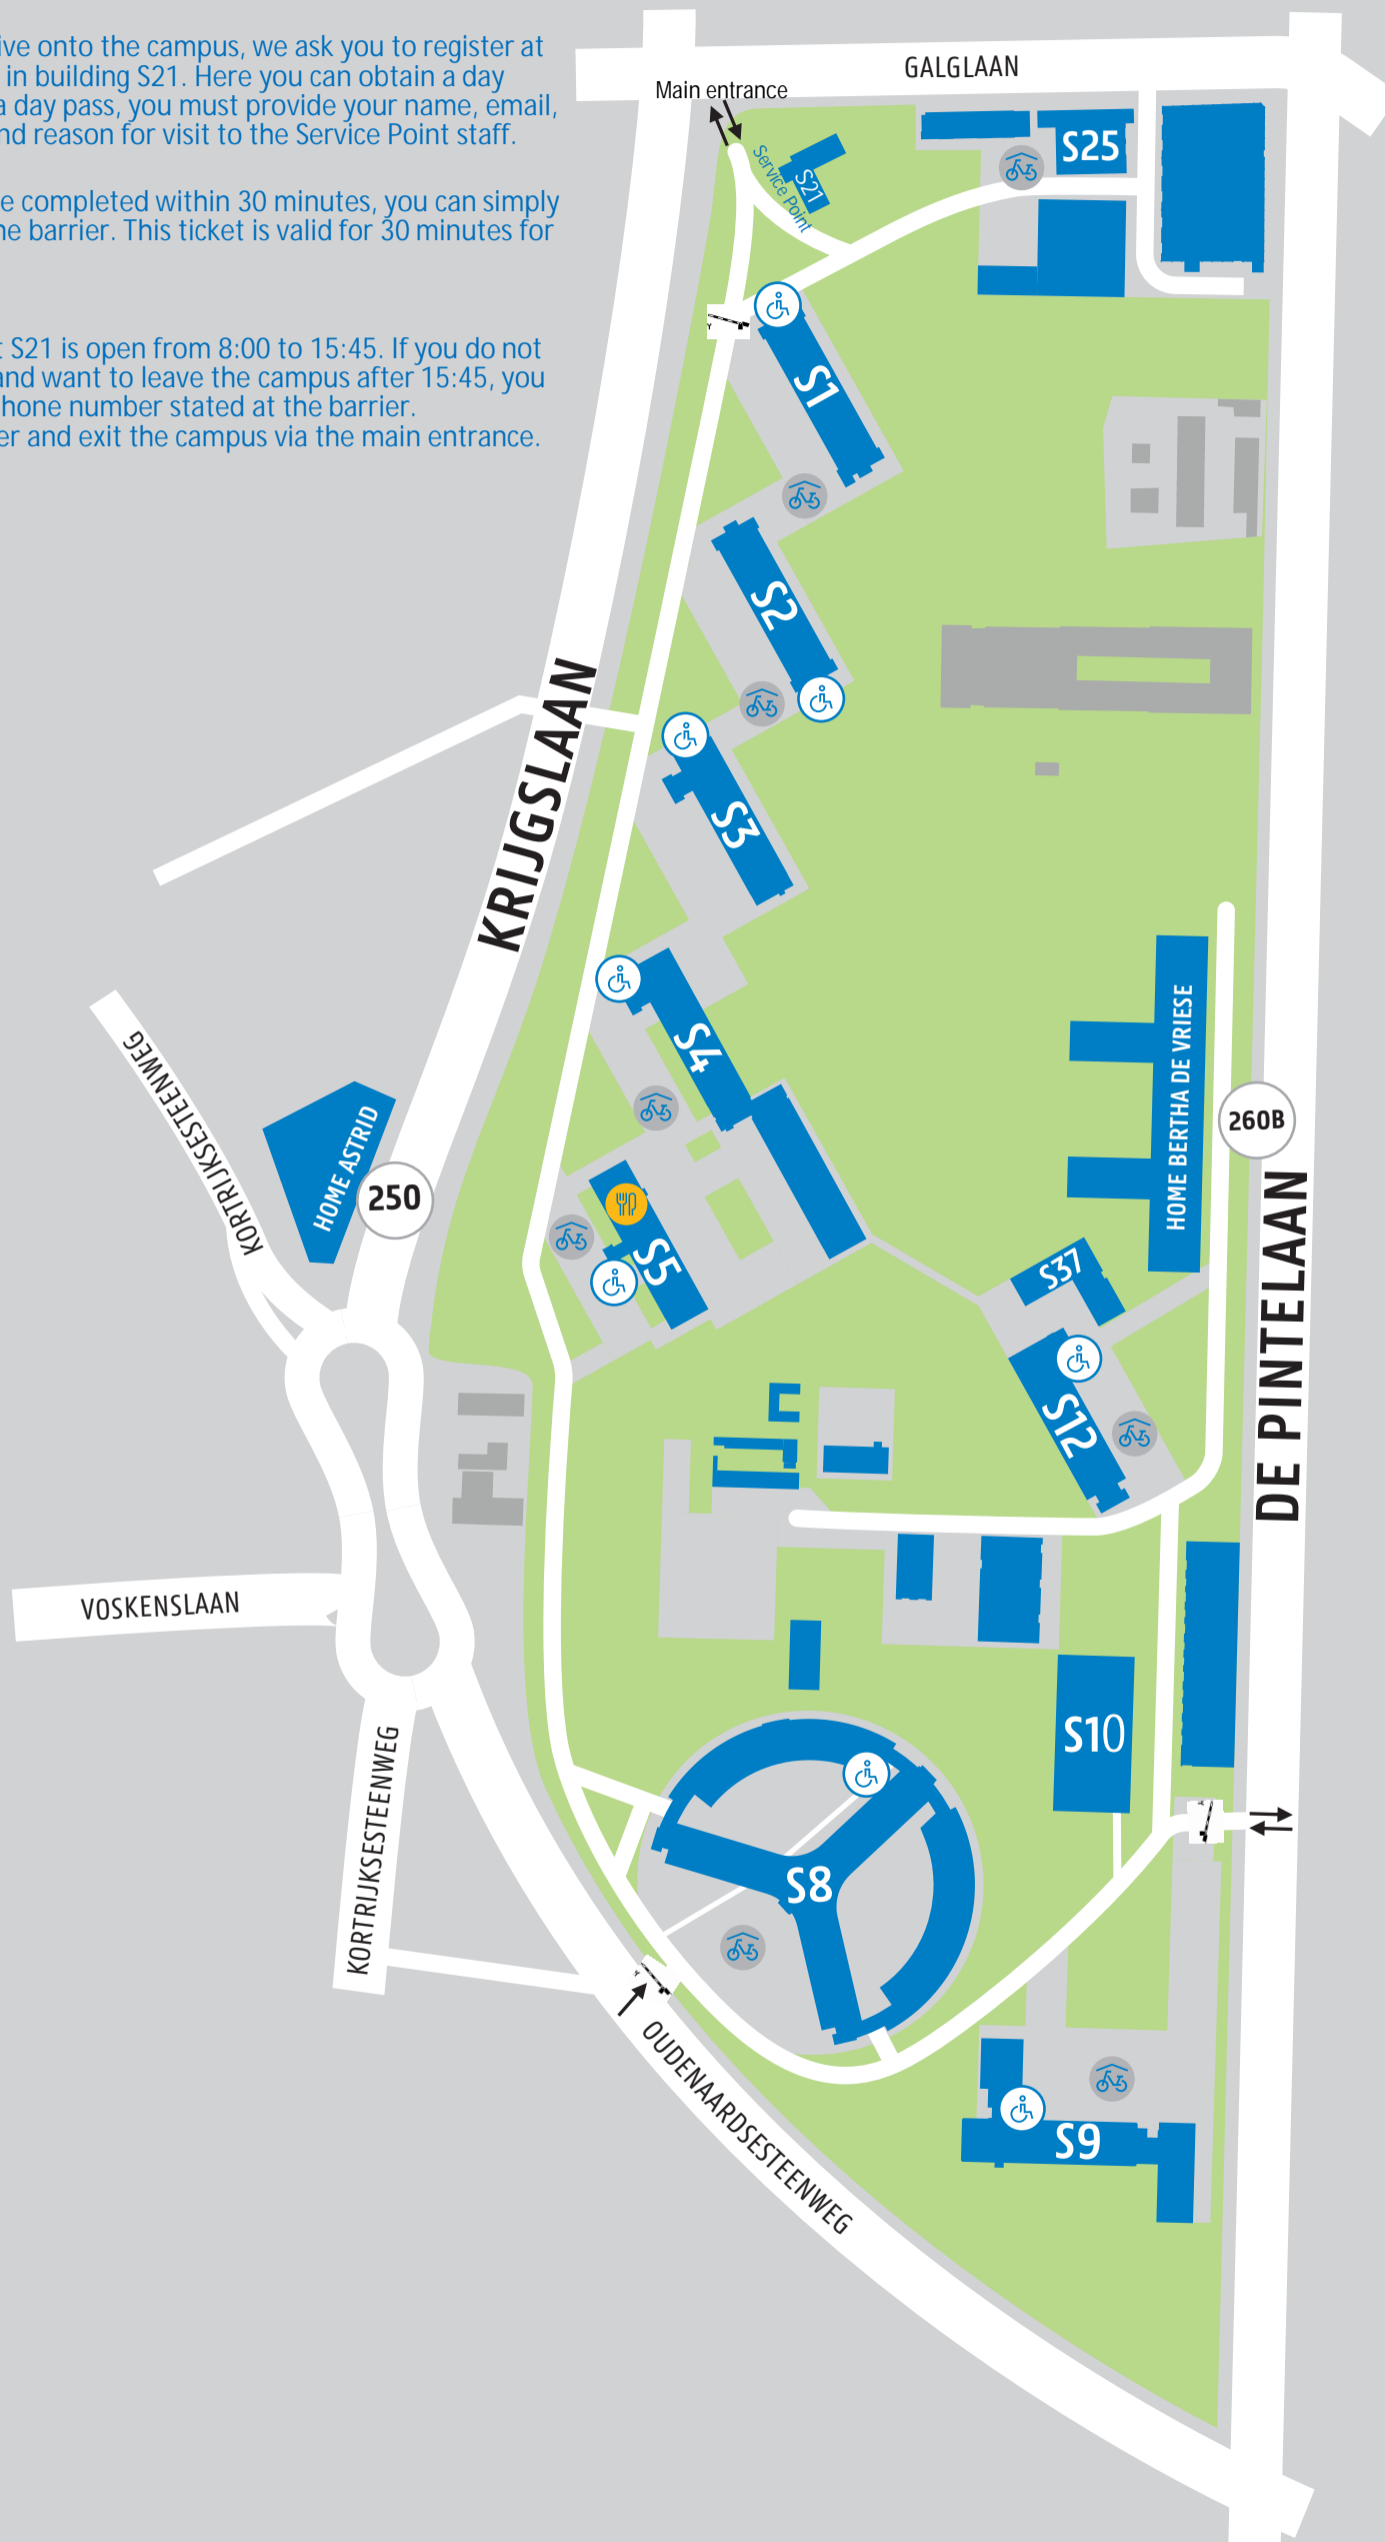 ive onto the campus, we ask you to register at
in building S21. Here you can obtain a day
a day pass, you must provide your name, email,
nd reason for visit to the Service Point staff.
e completed within 30 minutes, you can simply
he barrier. This ticket is valid for 30 minutes for
t S21 is open from 8:00 to 15:45. If you do not
and want to leave the campus after 15:45, you
hone number stated at the barrier.
er and exit the campus via the main entrance.
GALGLAAN
Main entrance
Service Point
S21
S25
S1
S2
S3
KRIJGSLAAN
S4
KORTRIJKSESTEENWEG
HOME ASTRID
250
S5
HOME BERTHA DE VRIESE
260B
S37
S12
DE PINTELAAN
VOSKENSLAAN
S10
KORTRIJKSESTEENWEG
S8
OUDENAARDSESTEENWEG
S9